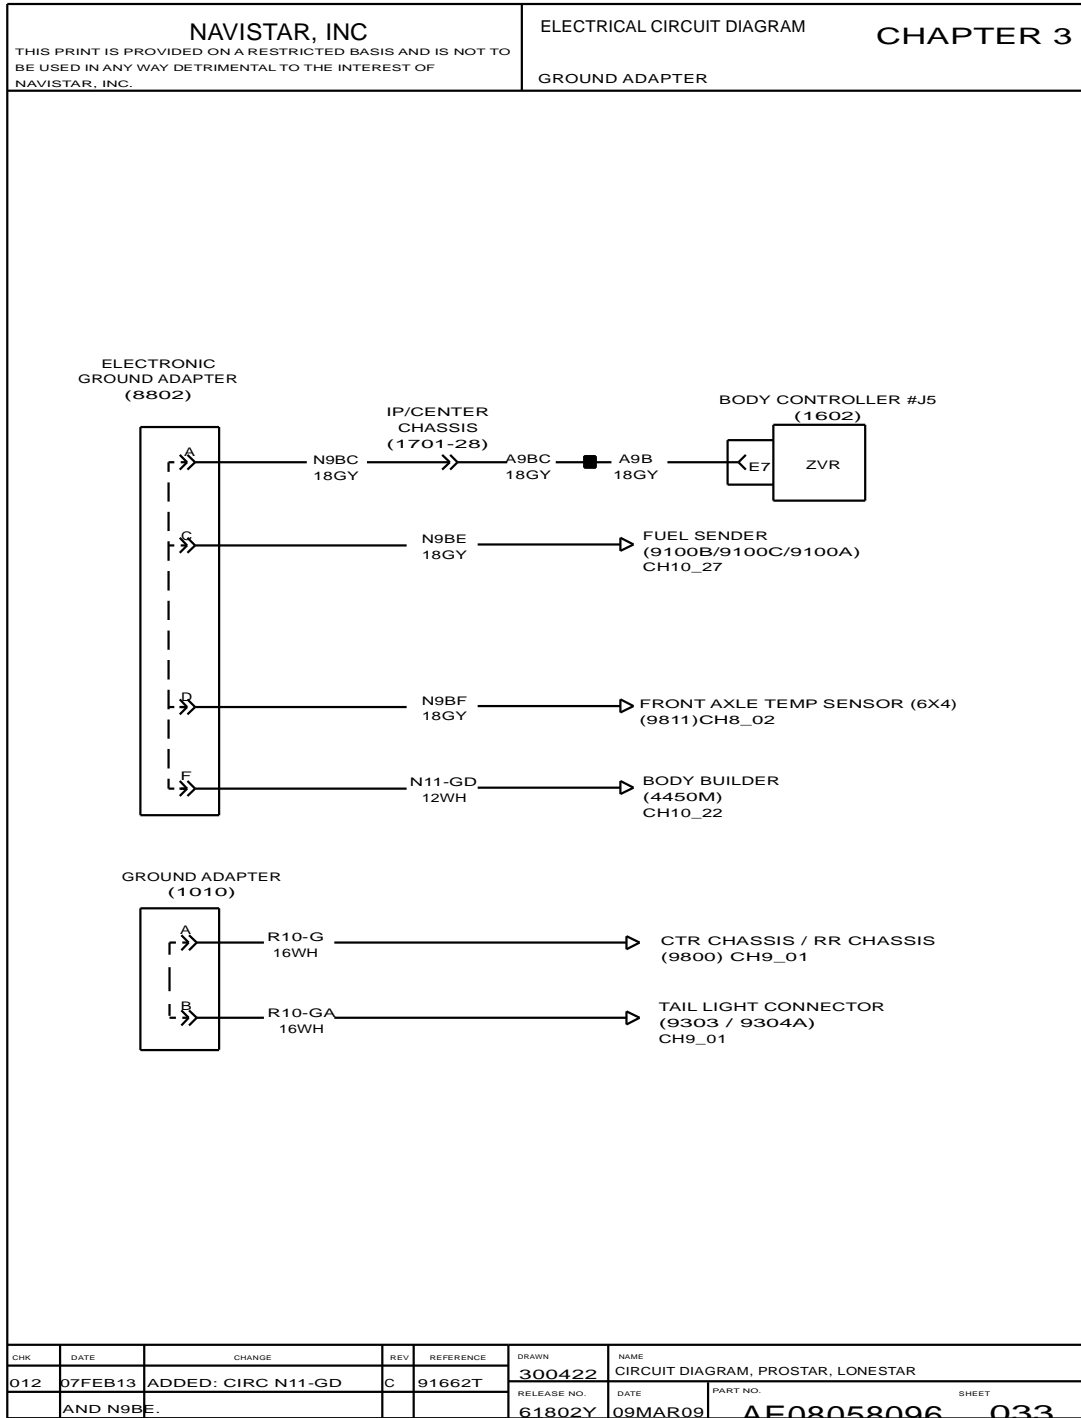 NAVISTAR, INC
THIS PRINT IS PROVIDED ON A RESTRICTED BASIS AND IS NOT TO
BE USED IN ANY WAY DETRIMENTAL TO THE INTEREST OF
NAVISTAR, INC.
ELECTRICAL CIRCUIT DIAGRAM
GROUND ADAPTER
CHAPTER 3
ELECTRONIC
GROUND ADAPTER
(8802)
IP/CENTER
CHASSIS
(1701-28)
BODY CONTROLLER #J5
(1602)
A
N9BC
18GY
A9BC
18GY
A9B
18GY
E7
ZVR
C
N9BE
18GY
FUEL SENDER
(9100B/9100C/9100A)
CH10_27
D
N9BF
18GY
FRONT AXLE TEMP SENSOR (6X4)
(9811)CH8_02
F
N11-GD
12WH
BODY BUILDER
(4450M)
CH10_22
GROUND ADAPTER
(1010)
A
R10-G
16WH
CTR CHASSIS / RR CHASSIS
(9800) CH9_01
B
R10-GA
16WH
TAIL LIGHT CONNECTOR
(9303 / 9304A)
CH9_01
CHK DATE CHANGE REV REFERENCE
012 07FEB13 ADDED: CIRC N11-GD C 91662T
AND N9BE.
DRAWN
300422
NAME
CIRCUIT DIAGRAM, PROSTAR, LONESTAR
RELEASE NO.
61802Y
DATE
09MAR09
PART NO.
AE08058096
SHEET
033